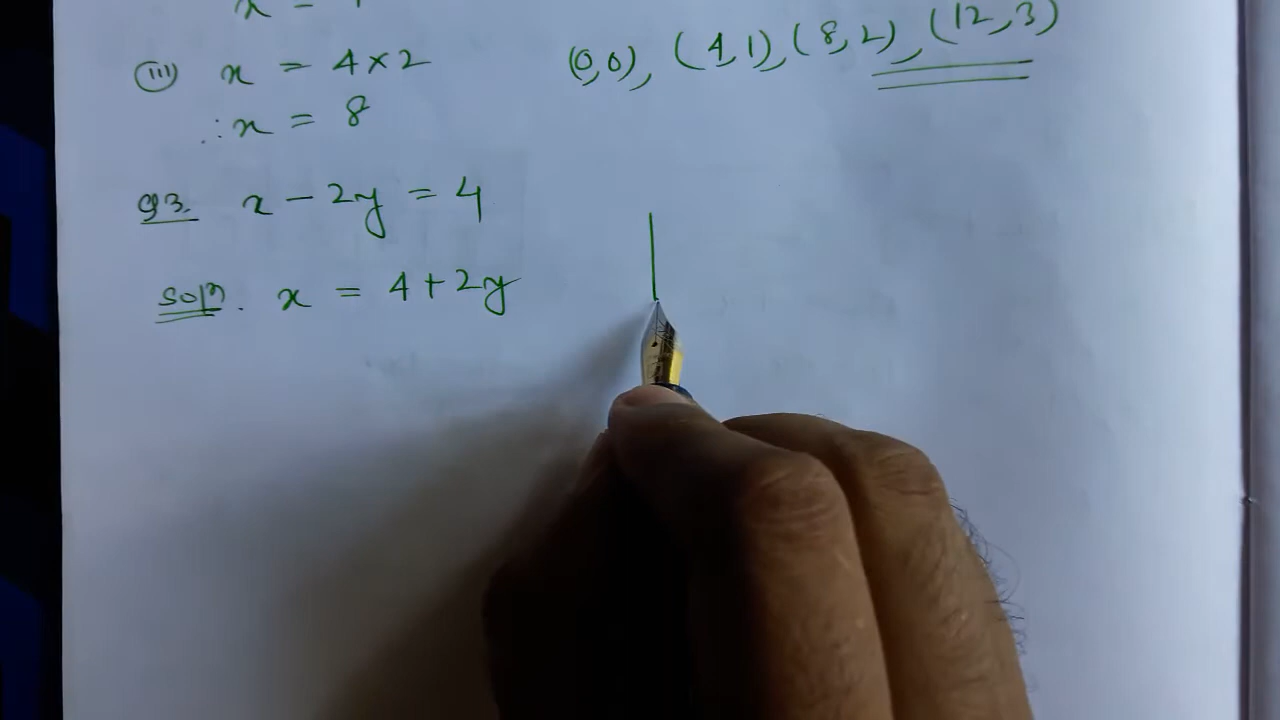 (iii) x = 4×2
∴ x = 8
(0,0), (4,1), (8,2), (12,3)
Q3. x − 2y = 4
Soln. x = 4 + 2y